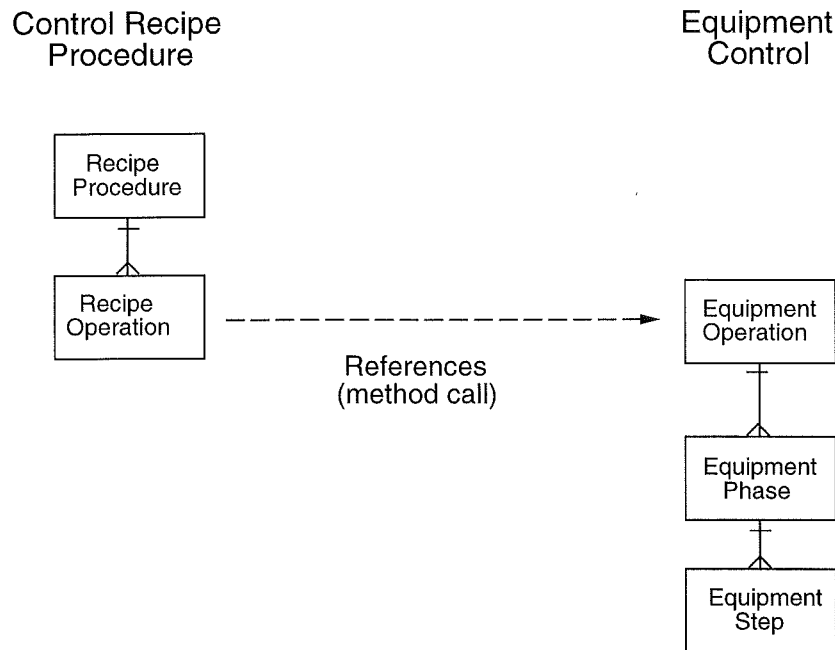 Control Recipe
Procedure
Equipment
Control
Recipe
Procedure
Recipe
Operation
References
(method call)
Equipment
Operation
Equipment
Phase
Equipment
Step